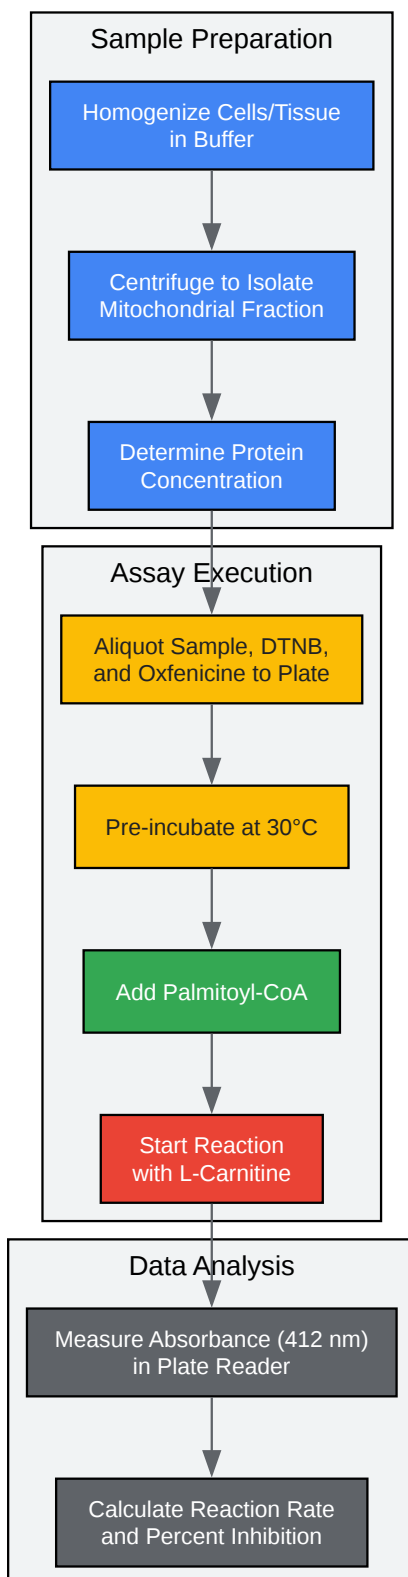 Sample Preparation
Homogenize Cells/Tissue
in Buffer
Centrifuge to Isolate
Mitochondrial Fraction
Determine Protein
Concentration
Assay Execution
Aliquot Sample, DTNB,
and Oxfenicine to Plate
Pre-incubate at 30°C
Add Palmitoyl-CoA
Start Reaction
with L-Carnitine
Data Analysis
Measure Absorbance (412 nm)
in Plate Reader
Calculate Reaction Rate
and Percent Inhibition